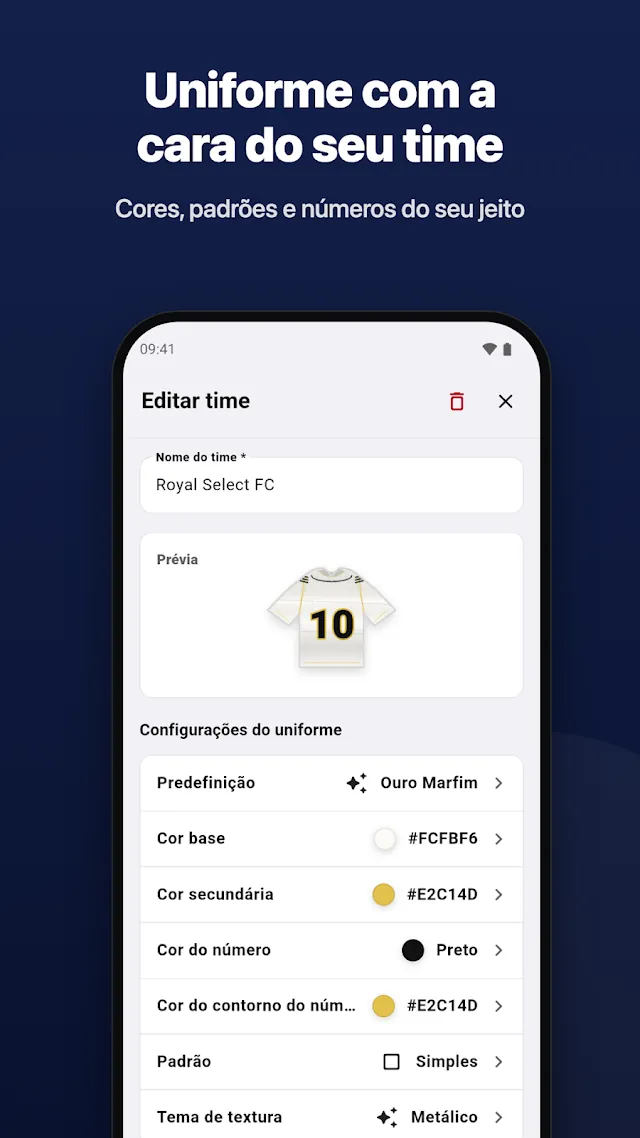 Uniforme com a
cara do seu time
Cores, padrões e números do seu jeito
09:41
Editar time
Nome do time *
Royal Select FC
Prévia
10
Configurações do uniforme
Predefinição Ouro Marfim
Cor base #FCFBF6
Cor secundária #E2C14D
Cor do número Preto
Cor do contorno do núm... #E2C14D
Padrão Simples
Tema de textura Metálico